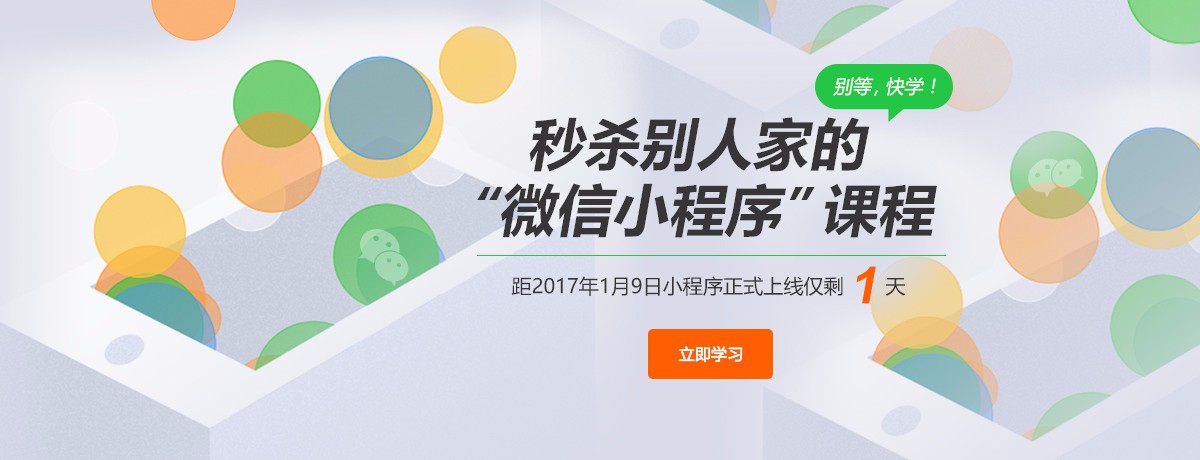 别等，快学！
秒杀别人家的
“微信小程序”课程
距2017年1月9日小程序正式上线仅剩 1 天
立即学习